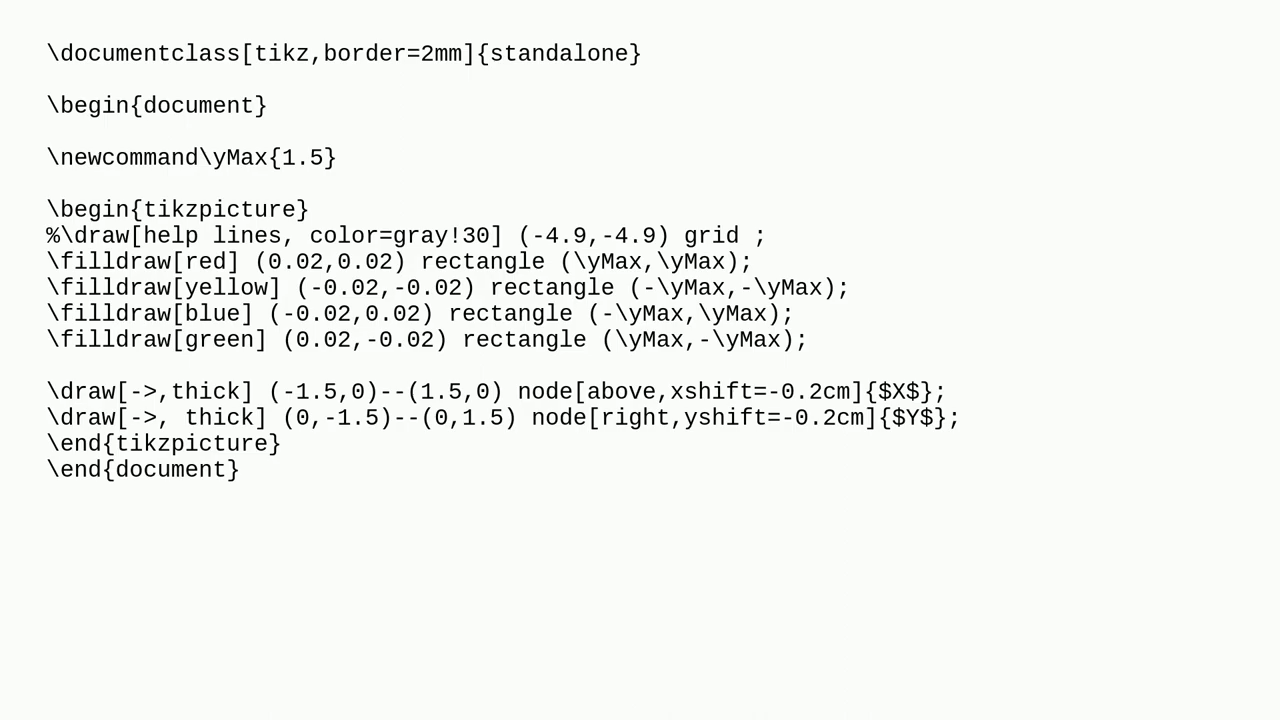 \documentclass[tikz,border=2mm]{standalone}
\begin{document}
\newcommand\yMax{1.5}
\begin{tikzpicture}
%\draw[help lines, color=gray!30] (-4.9,-4.9) grid ;
\filldraw[red] (0.02,0.02) rectangle (\yMax,\yMax);
\filldraw[yellow] (-0.02,-0.02) rectangle (-\yMax,-\yMax);
\filldraw[blue] (-0.02,0.02) rectangle (-\yMax,\yMax);
\filldraw[green] (0.02,-0.02) rectangle (\yMax,-\yMax);
\draw[->,thick] (-1.5,0)--(1.5,0) node[above,xshift=-0.2cm]{$X$};
\draw[->, thick] (0,-1.5)--(0,1.5) node[right,yshift=-0.2cm]{$Y$};
\end{tikzpicture}
\end{document}